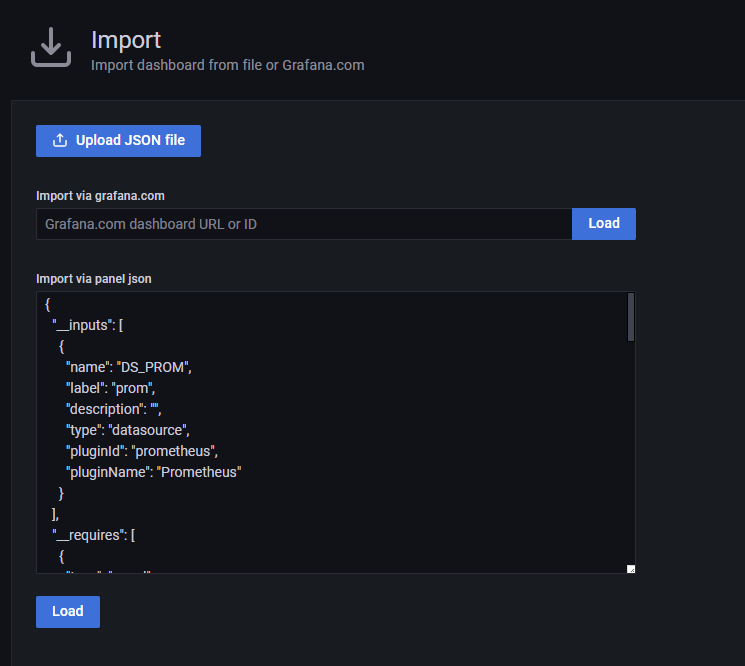 Import
Import dashboard from file or Grafana.com
Upload JSON file
Import via grafana.com
Grafana.com dashboard URL or ID
Load
Import via panel json
{
"__inputs": [
{
"name": "DS_PROM",
"label": "prom",
"description": "",
"type": "datasource",
"pluginId": "prometheus",
"pluginName": "Prometheus"
}
],
"__requires": [
{
Load